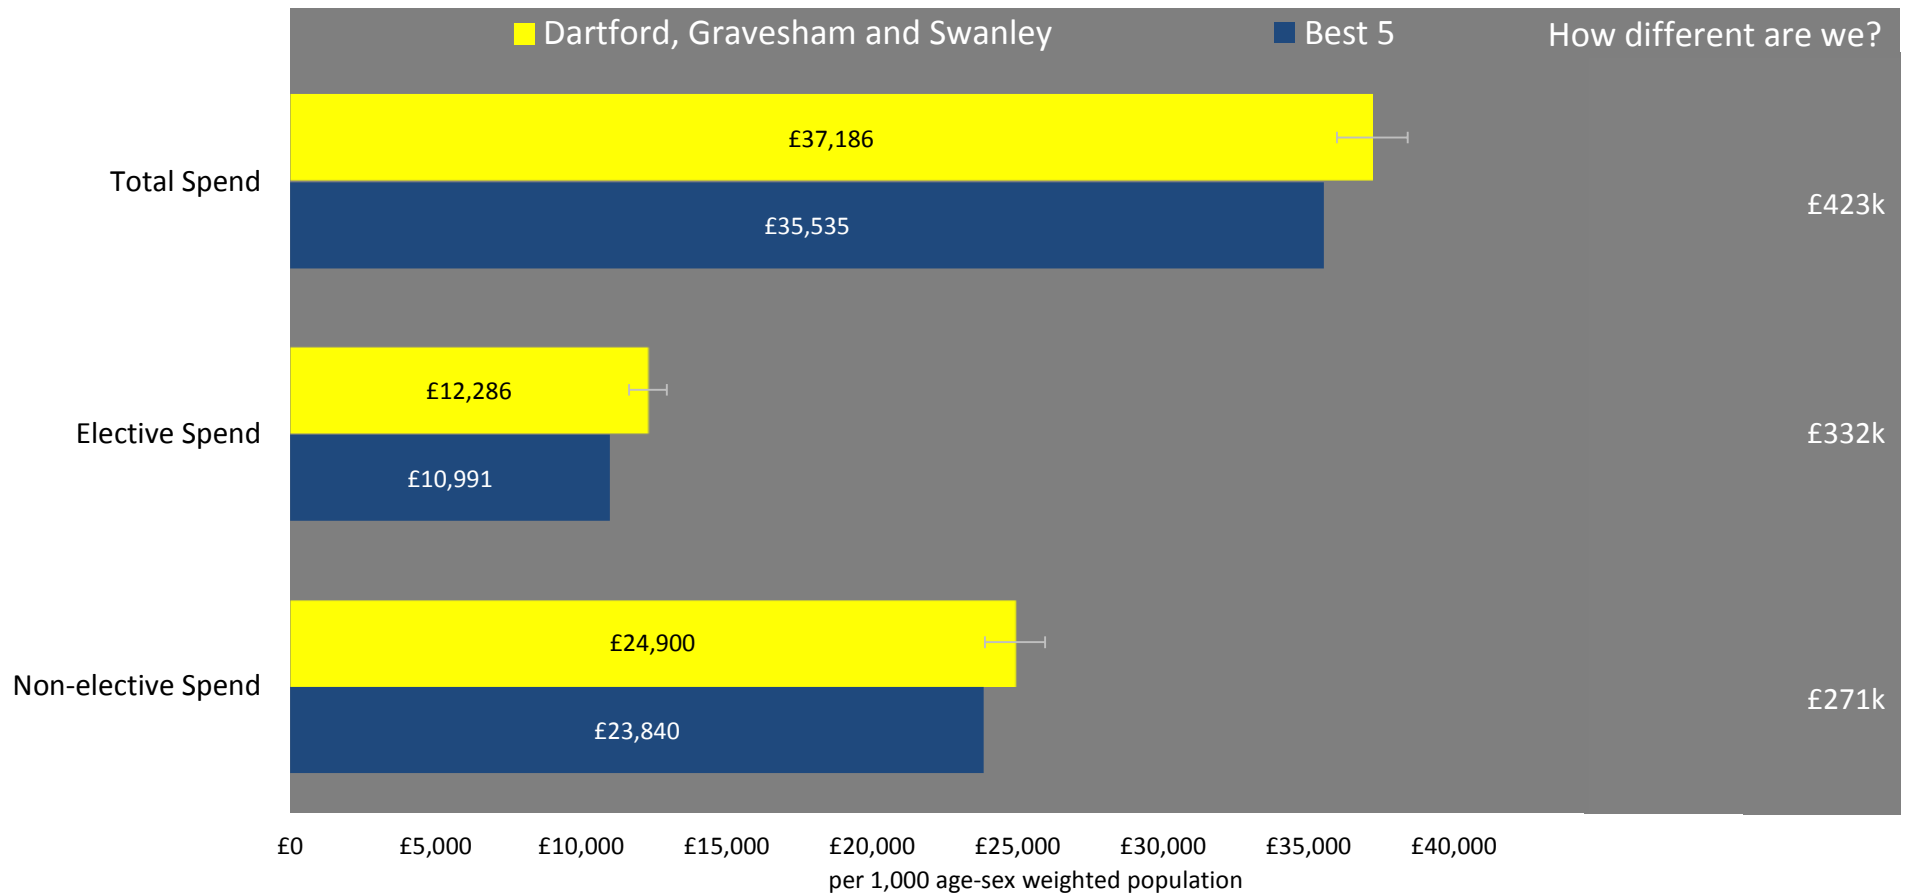 Dartford, Gravesham and Swanley
Best 5
How different are we?
Total Spend
£37,186
£35,535
£423k
Elective Spend
£12,286
£10,991
£332k
Non-elective Spend
£24,900
£23,840
£271k
£0 £5,000 £10,000 £15,000 £20,000 £25,000 £30,000 £35,000 £40,000
per 1,000 age-sex weighted population